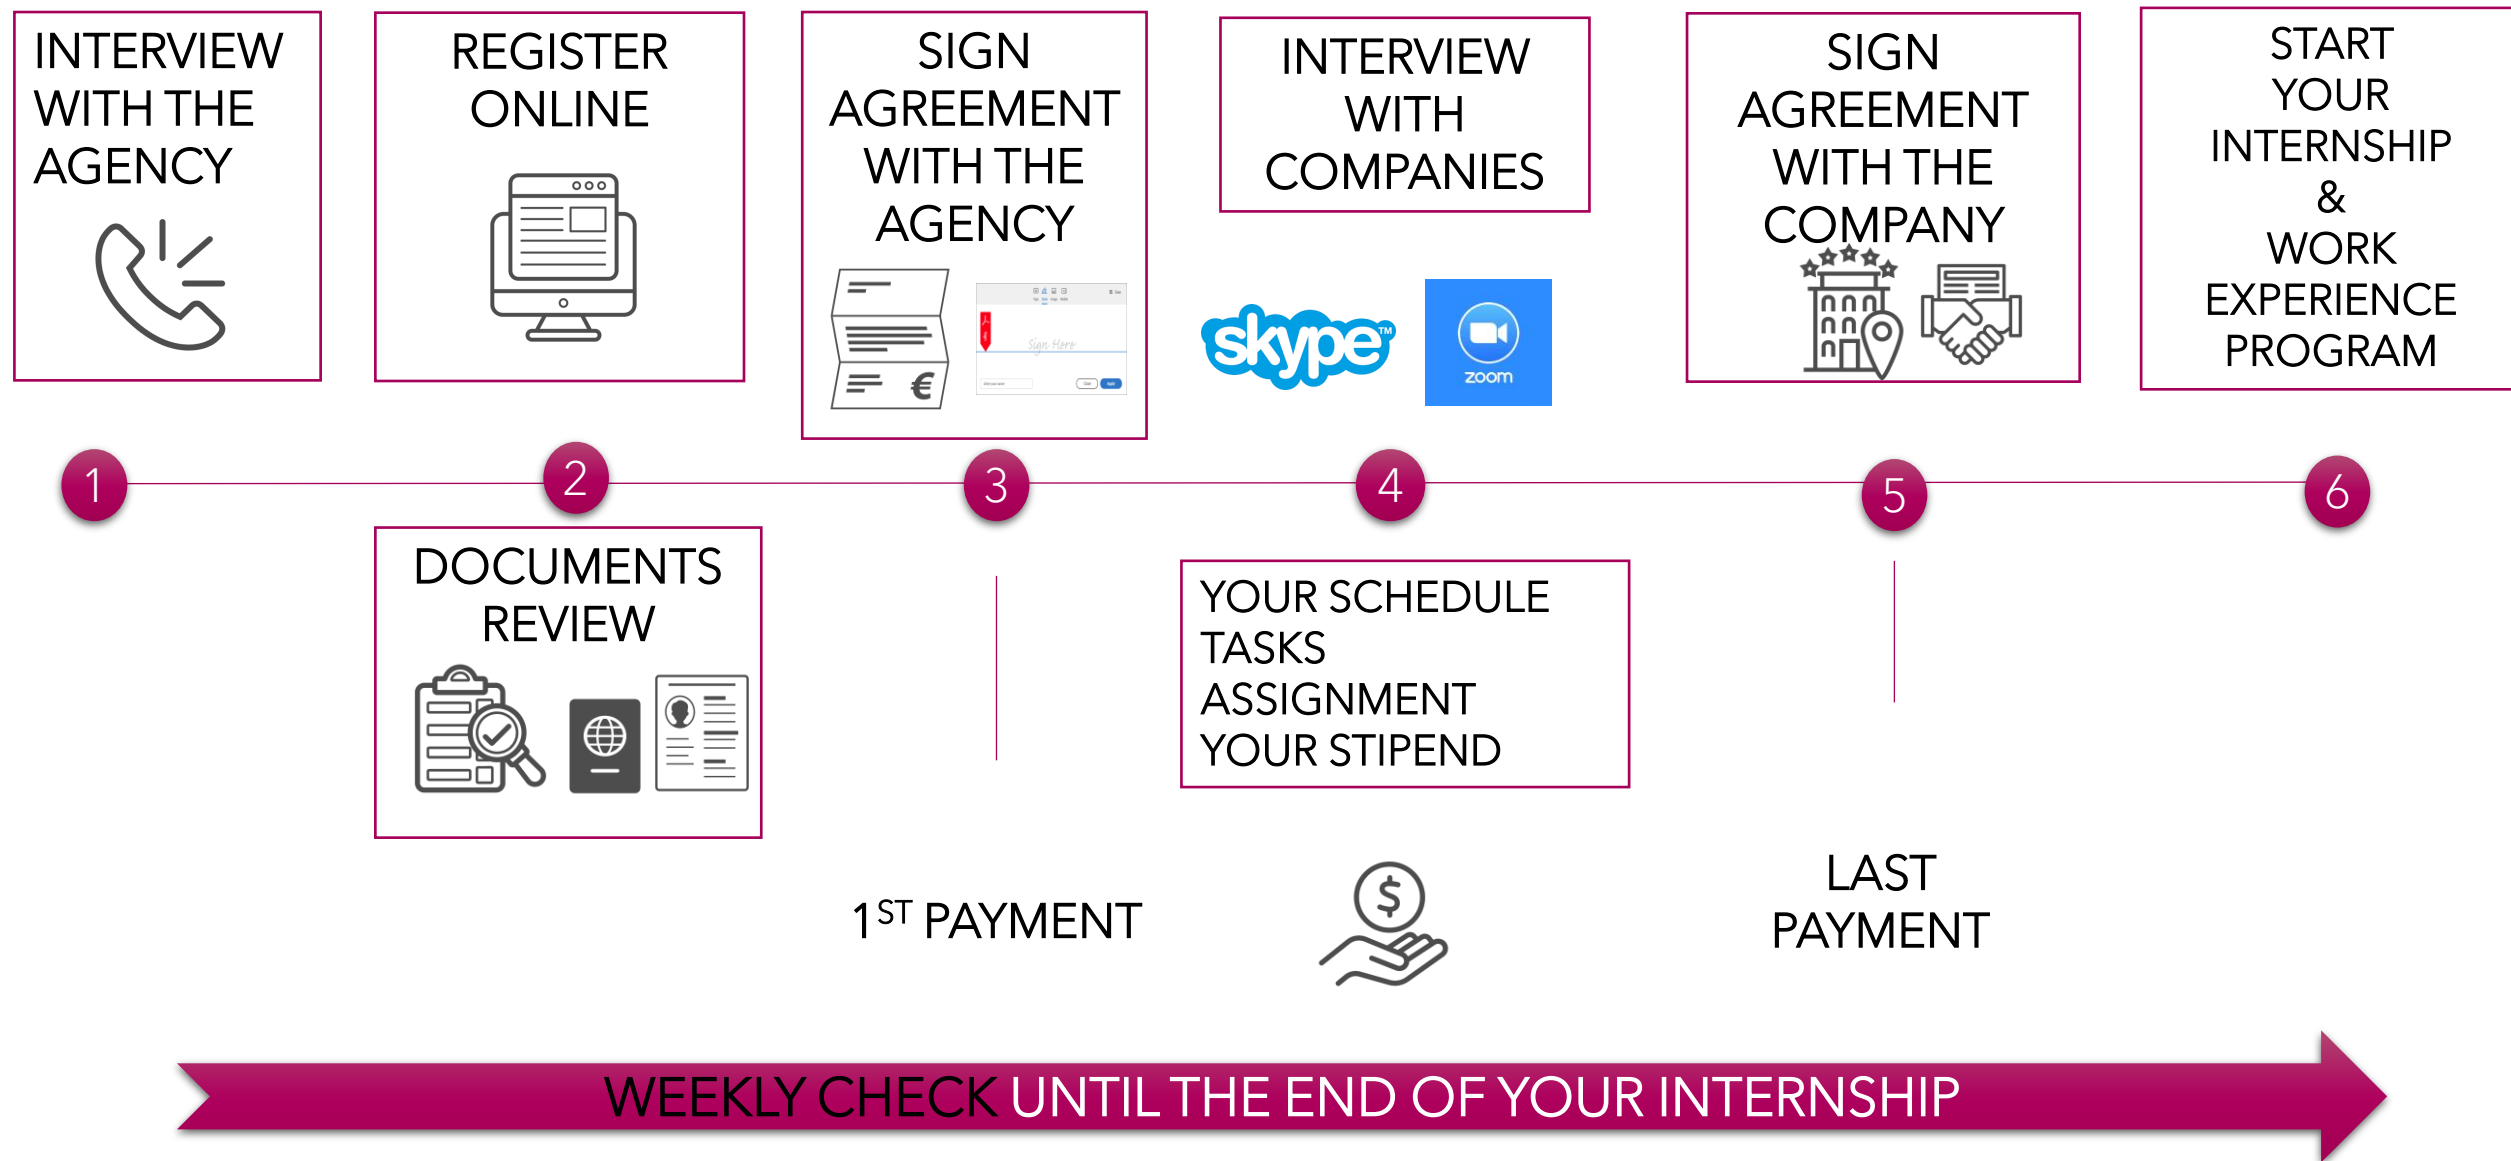 INTERVIEW
WITH THE
AGENCY
REGISTER
ONLINE
SIGN
AGREEMENT
WITH THE
AGENCY
€
Sign Here
INTERVIEW
WITH
COMPANIES
skype™
zoom
SIGN
AGREEMENT
WITH THE
COMPANY
START
YOUR
INTERNSHIP
&
WORK
EXPERIENCE
PROGRAM
1
2
3
4
5
6
DOCUMENTS
REVIEW
YOUR SCHEDULE
TASKS
ASSIGNMENT
YOUR STIPEND
1ST PAYMENT
$
LAST
PAYMENT
WEEKLY CHECK UNTIL THE END OF YOUR INTERNSHIP